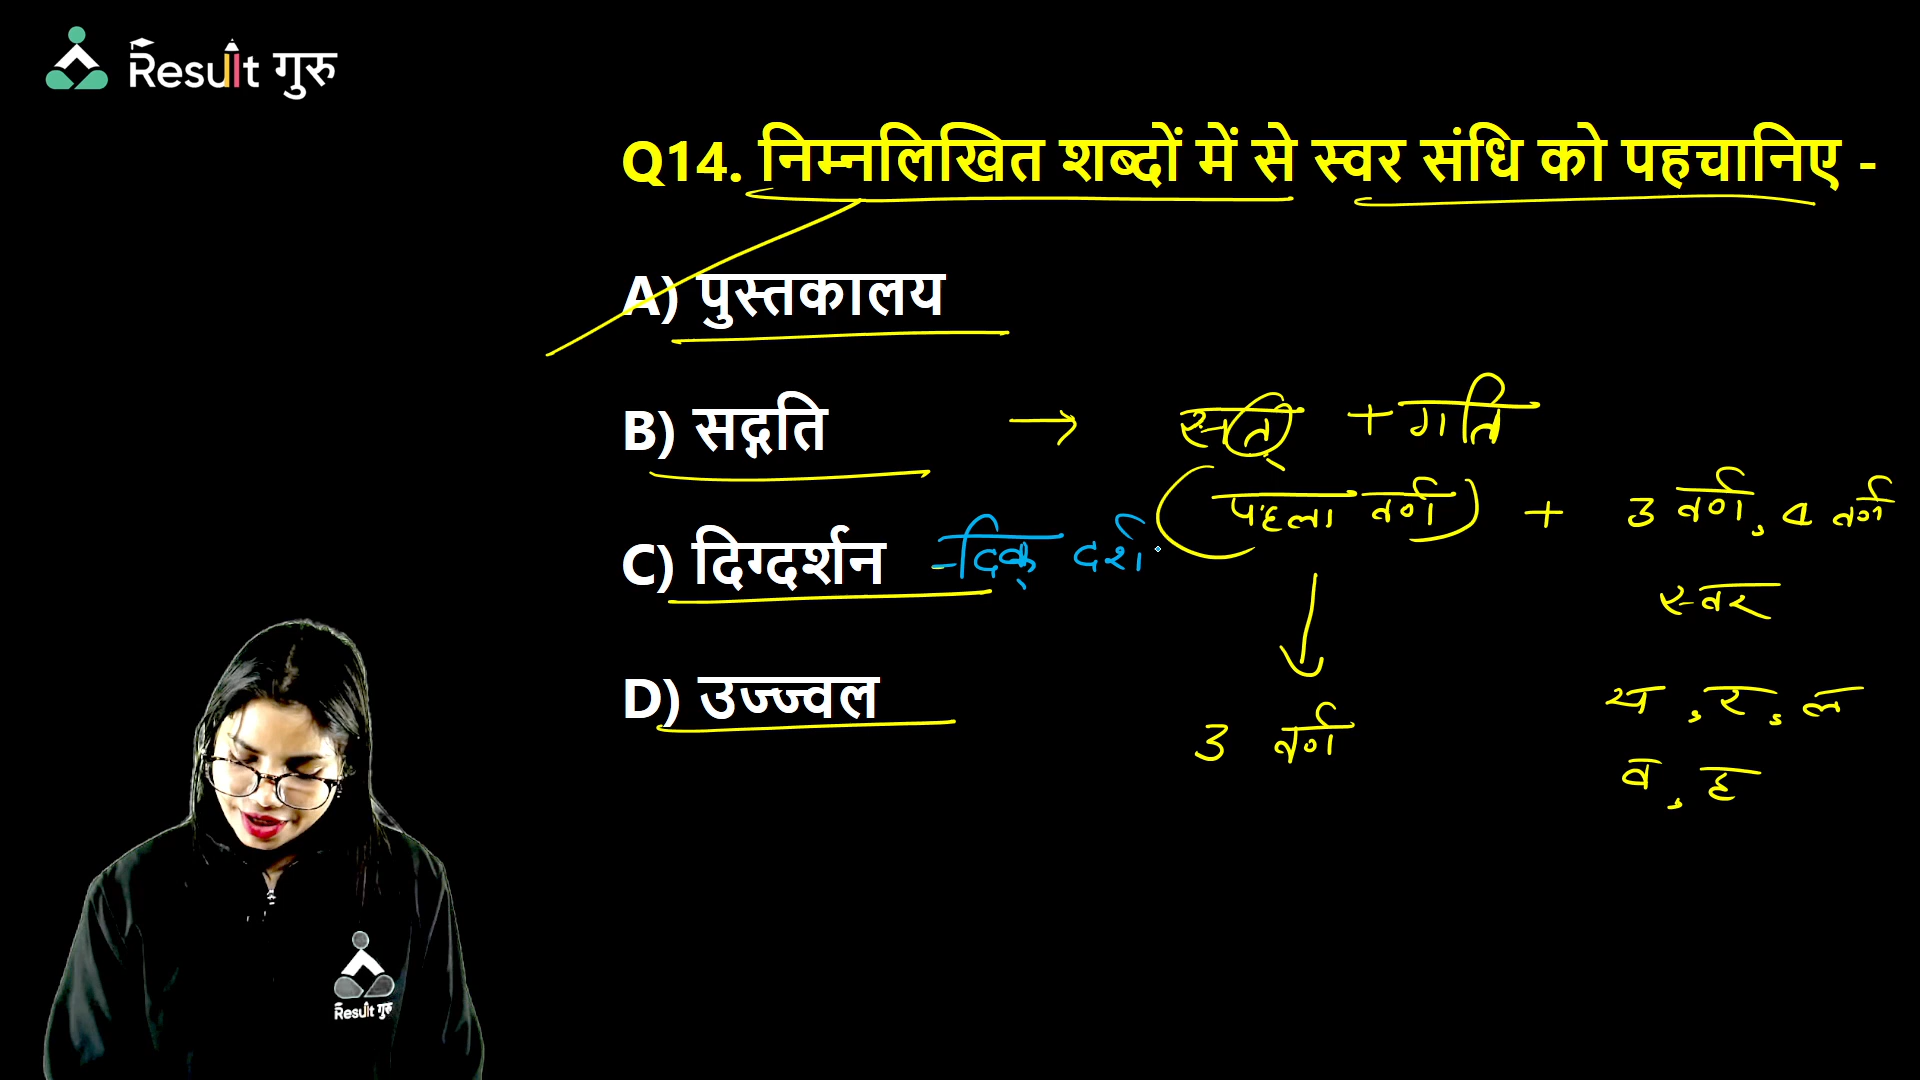 Result गुरु
Q14. निम्नलिखित शब्दों में से स्वर संधि को पहचानिए -
A) पुस्तकालय
B) सद्गति → सत् + गति
(पहला वर्ग) + 3 वर्ग, 4 वर्ग
C) दिग्दर्शन - दिक् दर्श
स्वर
D) उज्ज्वल
य, र, ल
3 वर्ग
व, ह
Result गुरु